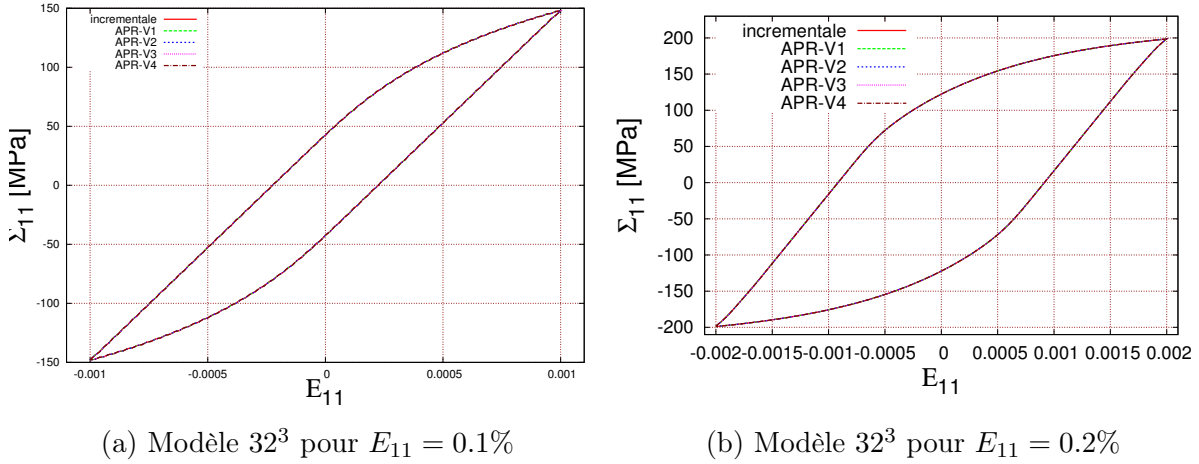 150
100
50
0
-50
-100
-150
-0.001
-0.0005
0
0.0005
0.001
Σ11 [MPa]
E11
incrementale
APR-V1
APR-V2
APR-V3
APR-V4
(a) Modèle 32³ pour E11 = 0.1%
200
150
100
50
0
-50
-100
-150
-200
-0.002
-0.0015
-0.001
-0.0005
0
0.0005
0.001
0.0015
0.002
Σ11 [MPa]
E11
incrementale
APR-V1
APR-V2
APR-V3
APR-V4
(b) Modèle 32³ pour E11 = 0.2%